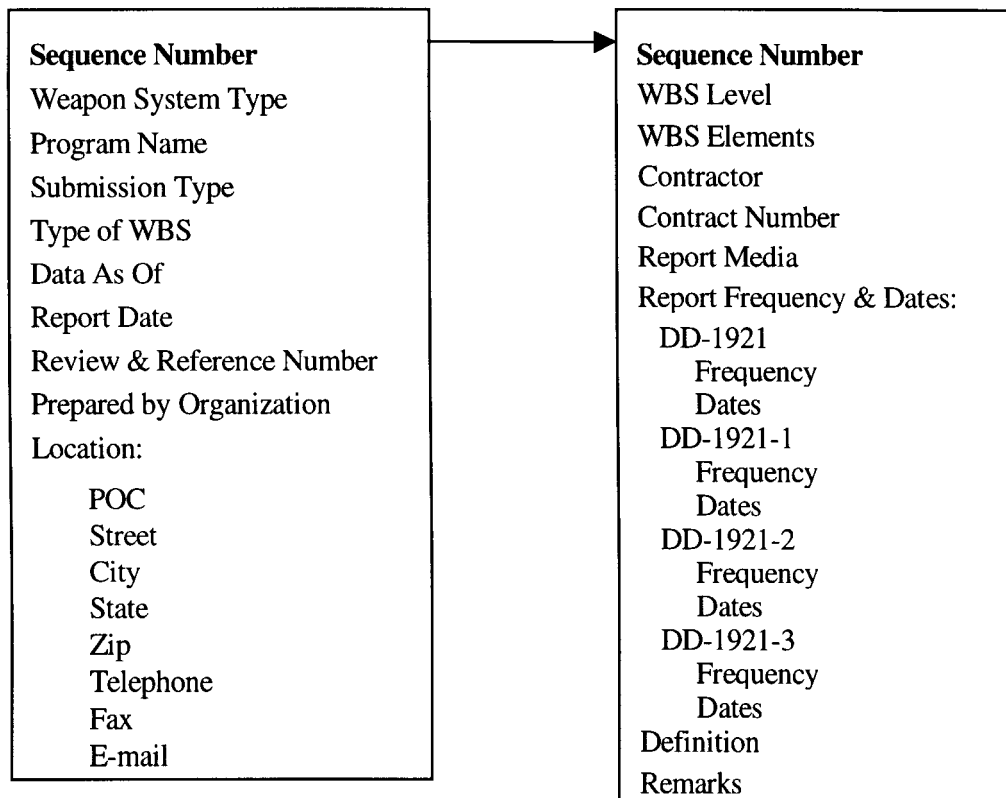 Sequence Number
Weapon System Type
Program Name
Submission Type
Type of WBS
Data As Of
Report Date
Review & Reference Number
Prepared by Organization
Location:
POC
Street
City
State
Zip
Telephone
Fax
E-mail
Sequence Number
WBS Level
WBS Elements
Contractor
Contract Number
Report Media
Report Frequency & Dates:
DD-1921
Frequency
Dates
DD-1921-1
Frequency
Dates
DD-1921-2
Frequency
Dates
DD-1921-3
Frequency
Dates
Definition
Remarks